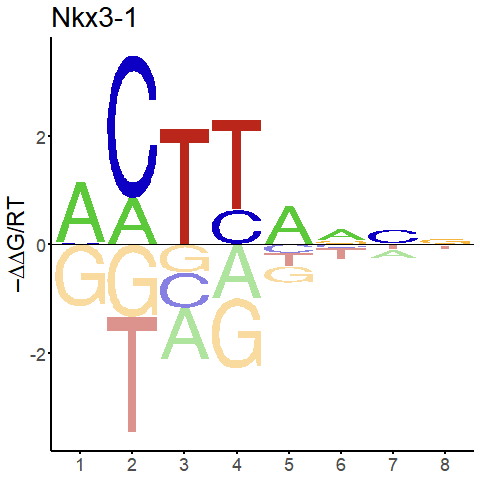 Nkx3-1
−ΔΔG/RT
2
0
-2
A C T T A A C G
A C
G G G A T T T A T
T C G G
A
1 2 3 4 5 6 7 8